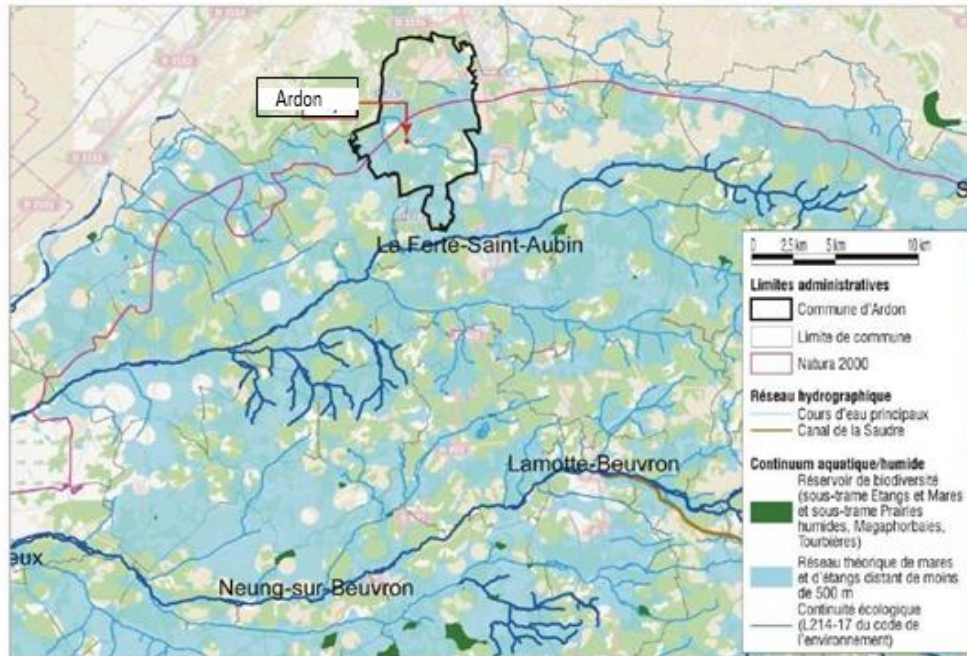 Ardon
Le Ferté-Saint-Aubin
Lamotte-Beuvron
Neung-sur-Beuvron
eux
S
0 2,5 km 5 km 10 km
Limites administratives
Commune d'Ardon
Limite de commune
Natura 2000
Réseau hydrographique
Cours d'eau principaux
Canal de la Saudre
Continuum aquatique/humide
Réservoir de biodiversité
(sous-trame Etangs et Mares
et sous-trame Prairies
humides, Magaphorbaies,
Tourbières)
Réseau théorique de mares
et d'étangs distant de moins
de 500 m
Continuité écologique
(L214-17 du code de
l'environnement)